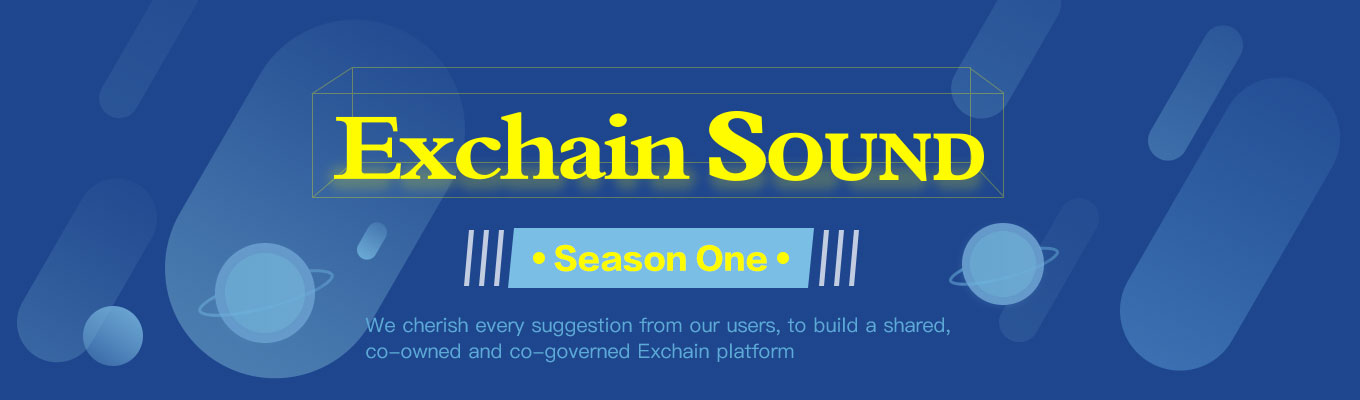 Exchain SOUND
• Season One •
We cherish every suggestion from our users, to build a shared,
co-owned and co-governed Exchain platform